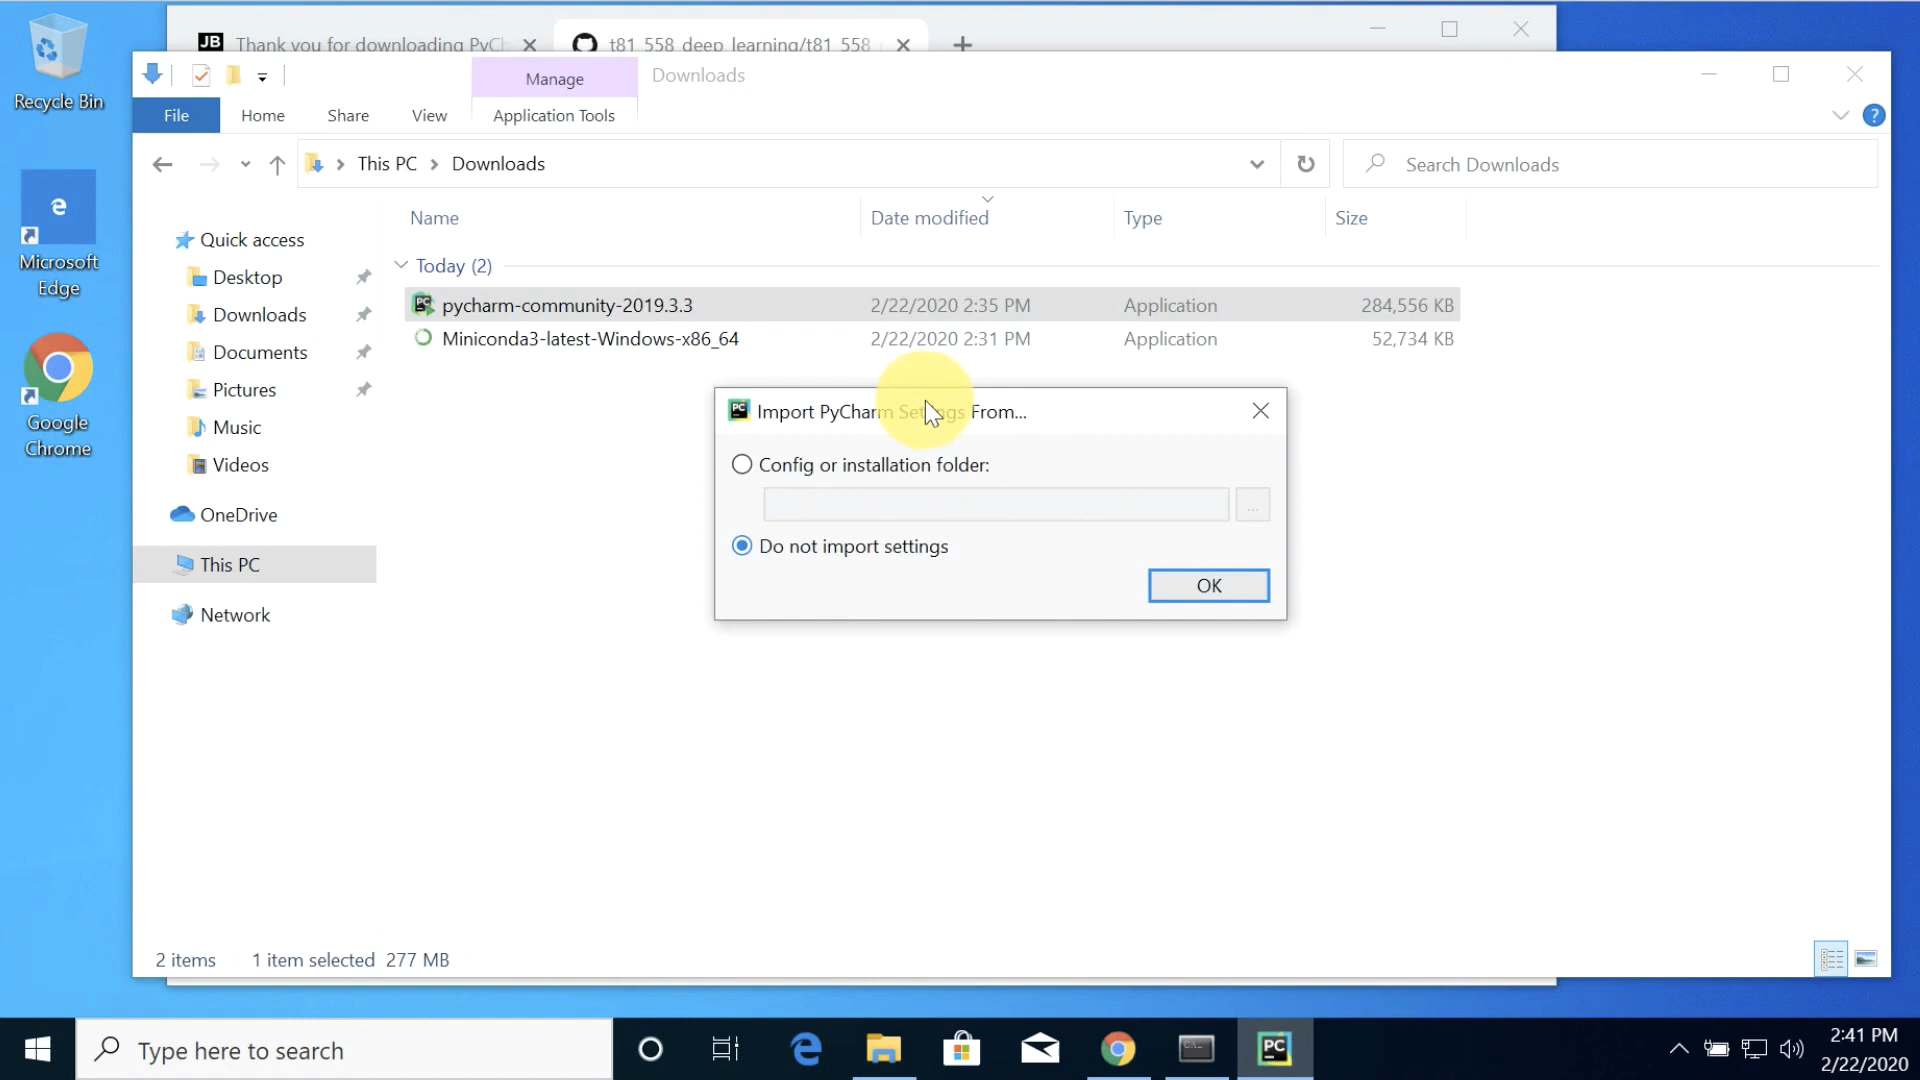 Recycle Bin
Microsoft
Edge
Google
Chrome
JB Thank you for downloading PyCh
t81_558_deep_learning/t81_558
Manage
Downloads
File Home Share View Application Tools
This PC Downloads
Search Downloads
Name Date modified Type Size
Quick access
Desktop
Downloads
Documents
Pictures
Music
Videos
OneDrive
This PC
Network
Today (2)
pycharm-community-2019.3.3 2/22/2020 2:35 PM Application 284,556 KB
Miniconda3-latest-Windows-x86_64 2/22/2020 2:31 PM Application 52,734 KB
PC Import PyCharm Settings From...
Config or installation folder:
...
Do not import settings
OK
2 items 1 item selected 277 MB
Type here to search
PC
2:41 PM
2/22/2020